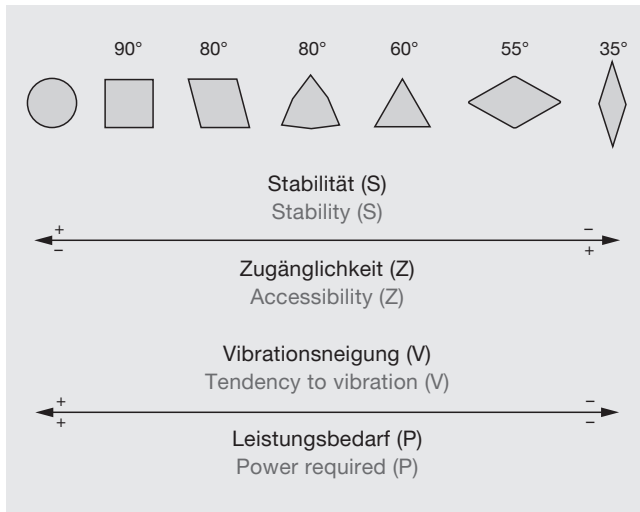 90° 80° 80° 60° 55° 35°
Stabilität (S)
Stability (S)
+ −
− +
Zugänglichkeit (Z)
Accessibility (Z)
Vibrationsneigung (V)
Tendency to vibration (V)
+ −
+ −
Leistungsbedarf (P)
Power required (P)